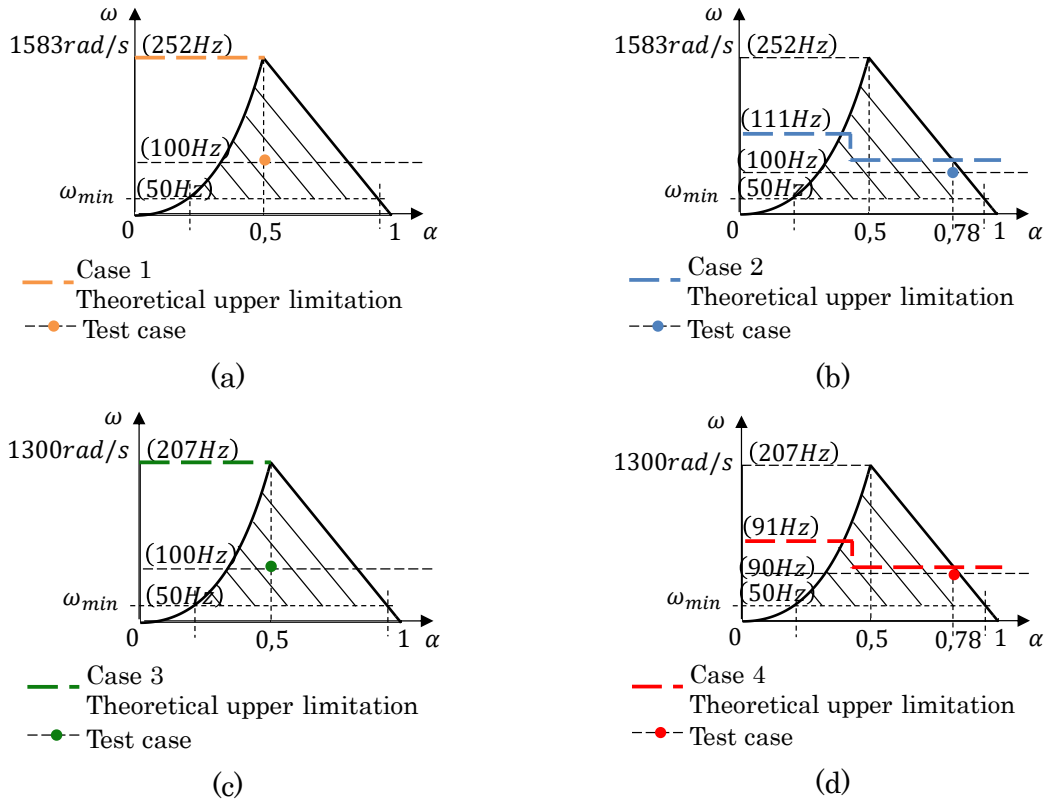 ω
1583rad/s (252Hz)
(100Hz)
ω_min (50Hz)
0 0,5 1 α
Case 1
Theoretical upper limitation
Test case
(a)
ω
1583rad/s (252Hz)
(111Hz)
(100Hz)
ω_min (50Hz)
0 0,5 0,78 1 α
Case 2
Theoretical upper limitation
Test case
(b)
ω
1300rad/s (207Hz)
(100Hz)
ω_min (50Hz)
0 0,5 1 α
Case 3
Theoretical upper limitation
Test case
(c)
ω
1300rad/s (207Hz)
(91Hz)
(90Hz)
ω_min (50Hz)
0 0,5 0,78 1 α
Case 4
Theoretical upper limitation
Test case
(d)